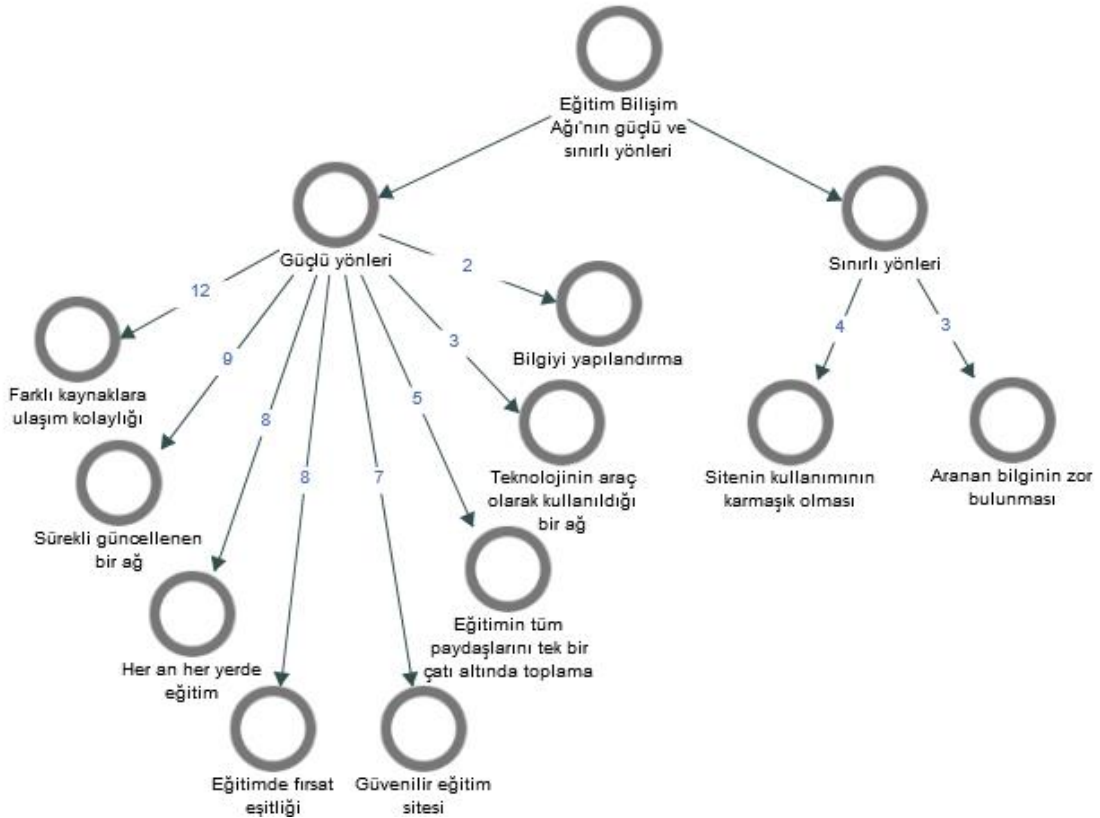 Eğitim Bilişim
Ağı'nın güçlü ve
sınırlı yönleri
Güçlü yönleri
Sınırlı yönleri
12
9
8
8
7
5
3
2
4
3
Farklı kaynaklara
ulaşım kolaylığı
Sürekli güncellenen
bir ağ
Her an her yerde
eğitim
Eğitimde fırsat
eşitliği
Güvenilir eğitim
sitesi
Eğitimin tüm
paydaşlarını tek bir
çatı altında toplama
Teknolojinin araç
olarak kullanıldığı
bir ağ
Bilgiyi yapılandırma
Sitenin kullanımının
karmaşık olması
Aranan bilginin zor
bulunması